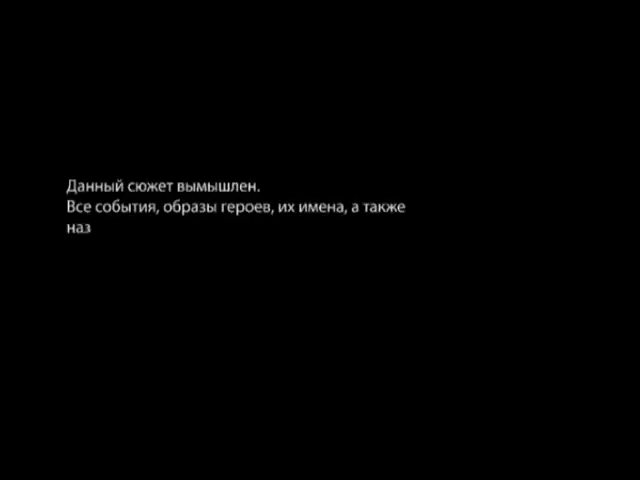 Данный сюжет вымышлен.
Все события, образы героев, их имена, а также
наз